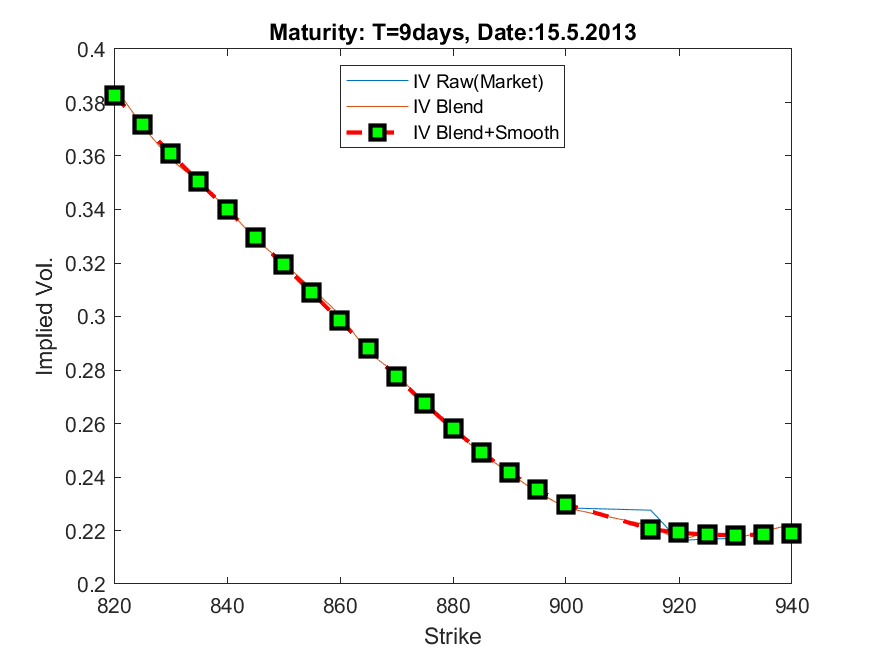 Maturity: T=9days, Date:15.5.2013
IV Raw(Market)
IV Blend
IV Blend+Smooth
0.4
0.38
0.36
0.34
0.32
0.3
0.28
0.26
0.24
0.22
0.2
Implied Vol.
820 840 860 880 900 920 940
Strike